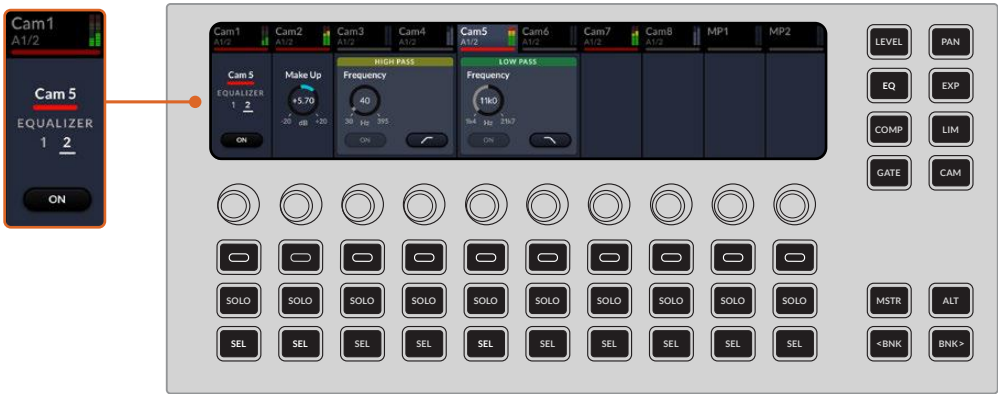 Cam1
A1/2
Cam 5
EQUALIZER
1 2
ON
Cam1 Cam2 Cam3 Cam4 Cam5 Cam6 Cam7 Cam8 MP1 MP2
A1/2 A1/2 A1/2 A1/2 A1/2 A1/2 A1/2 A1/2
HIGH PASS LOW PASS
Cam 5 Make Up Frequency Frequency
EQUALIZER
1 2 +5.70 40 11k0
-20 dB +20 30 Hz 395 1k4 Hz 21k7
ON ON ON
LEVEL PAN
EQ EXP
COMP LIM
GATE CAM
SOLO SOLO SOLO SOLO SOLO SOLO SOLO SOLO SOLO SOLO MSTR ALT
SEL SEL SEL SEL SEL SEL SEL SEL SEL SEL <BNK BNK>